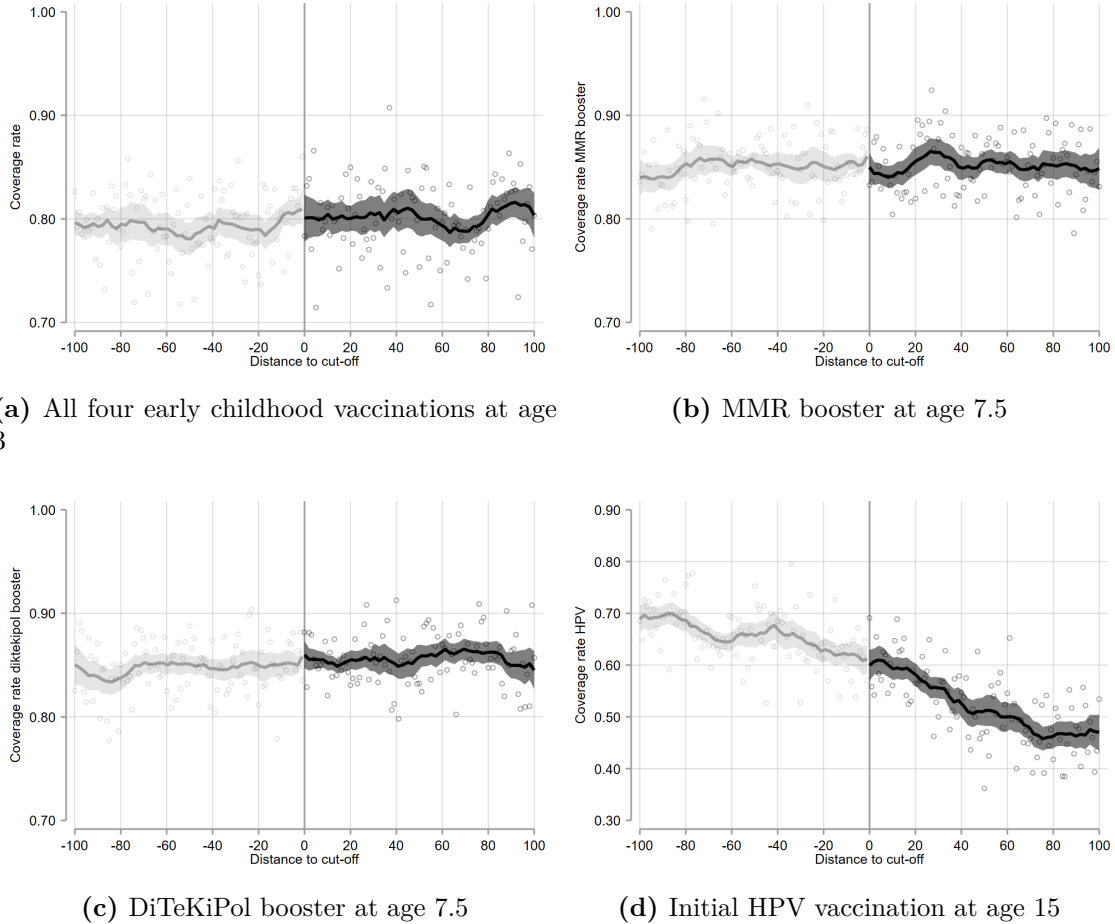 1.00
0.90
0.80
0.70
Coverage rate
-100 -80 -60 -40 -20 0 20 40 60 80 100
Distance to cut-off
(a) All four early childhood vaccinations at age
3
1.00
0.90
0.80
0.70
Coverage rate MMR booster
-100 -80 -60 -40 -20 0 20 40 60 80 100
Distance to cut-off
(b) MMR booster at age 7.5
1.00
0.90
0.80
0.70
Coverage rate diktekipol booster
-100 -80 -60 -40 -20 0 20 40 60 80 100
Distance to cut-off
(c) DiTeKiPol booster at age 7.5
0.90
0.80
0.70
0.60
0.50
0.40
0.30
Coverage rate HPV
-100 -80 -60 -40 -20 0 20 40 60 80 100
Distance to cut-off
(d) Initial HPV vaccination at age 15